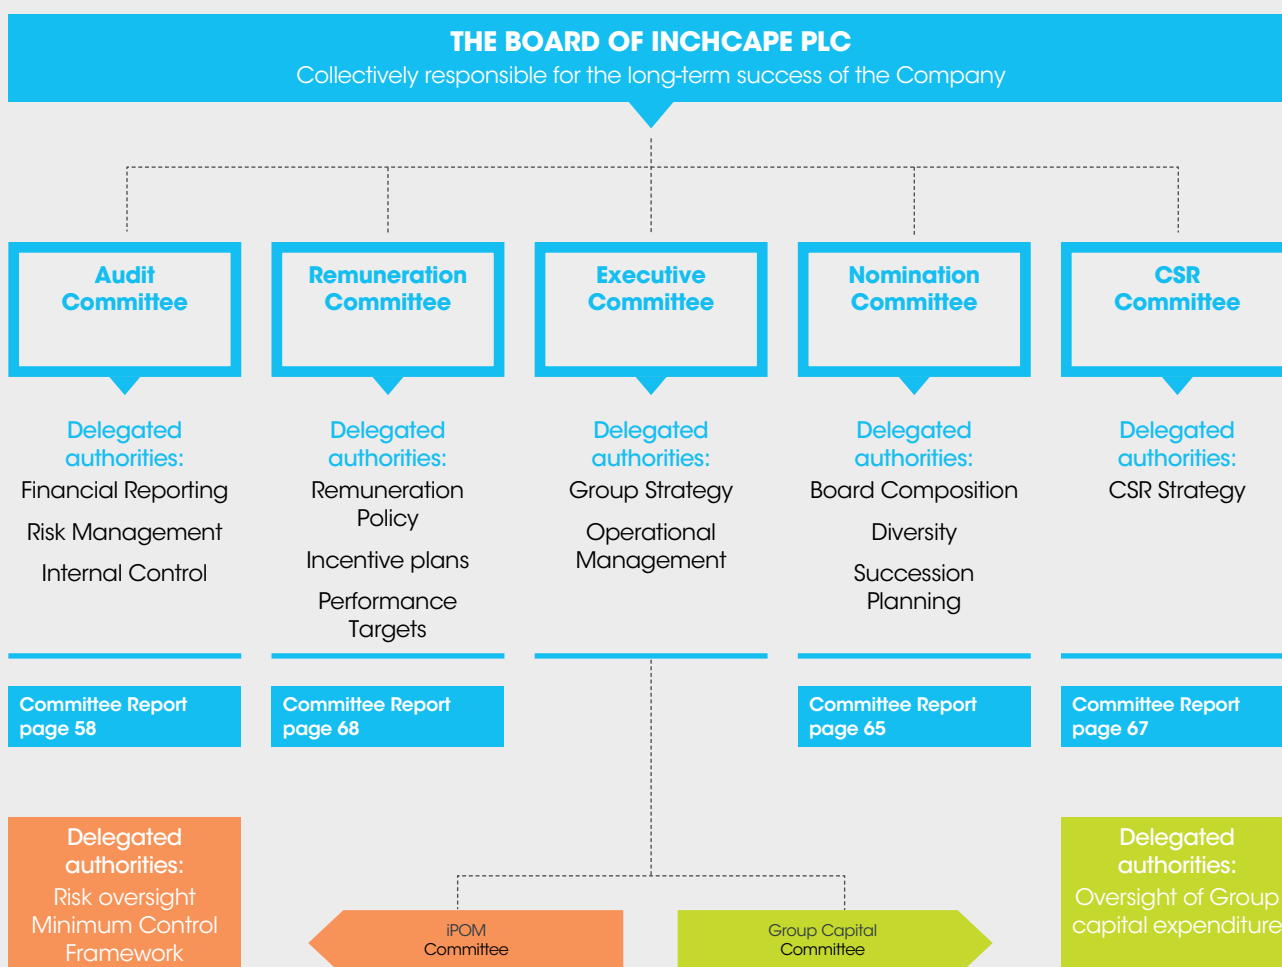 THE BOARD OF INCHCAPE PLC
Collectively responsible for the long-term success of the Company
Audit
Committee
Remuneration
Committee
Executive
Committee
Nomination
Committee
CSR
Committee
Delegated
authorities:
Financial Reporting
Risk Management
Internal Control
Delegated
authorities:
Remuneration
Policy
Incentive plans
Performance
Targets
Delegated
authorities:
Group Strategy
Operational
Management
Delegated
authorities:
Board Composition
Diversity
Succession
Planning
Delegated
authorities:
CSR Strategy
Committee Report
page 58
Committee Report
page 68
Committee Report
page 65
Committee Report
page 67
Delegated
authorities:
Risk oversight
Minimum Control
Framework
iPOM
Committee
Group Capital
Committee
Delegated
authorities:
Oversight of Group
capital expenditure